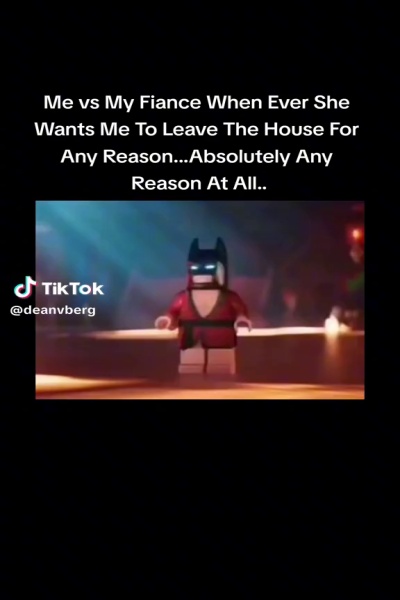 Me vs My Fiance When Ever She
Wants Me To Leave The House For
Any Reason...Absolutely Any
Reason At All..
TikTok
@deanvberg